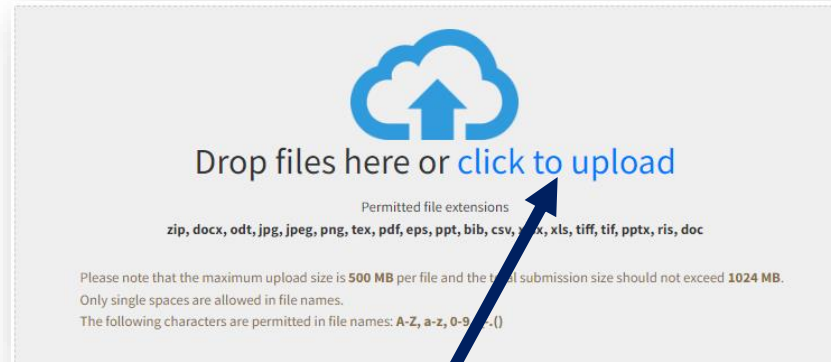 Drop files here or click to upload
Permitted file extensions
zip, docx, odt, jpg, jpeg, png, tex, pdf, eps, ppt, bib, csv, xls, tiff, tif, pptx, ris, doc
Please note that the maximum upload size is 500 MB per file and the submission size should not exceed 1024 MB.
Only single spaces are allowed in file names.
The following characters are permitted in file names: A-Z, a-z, 0-9 -.()